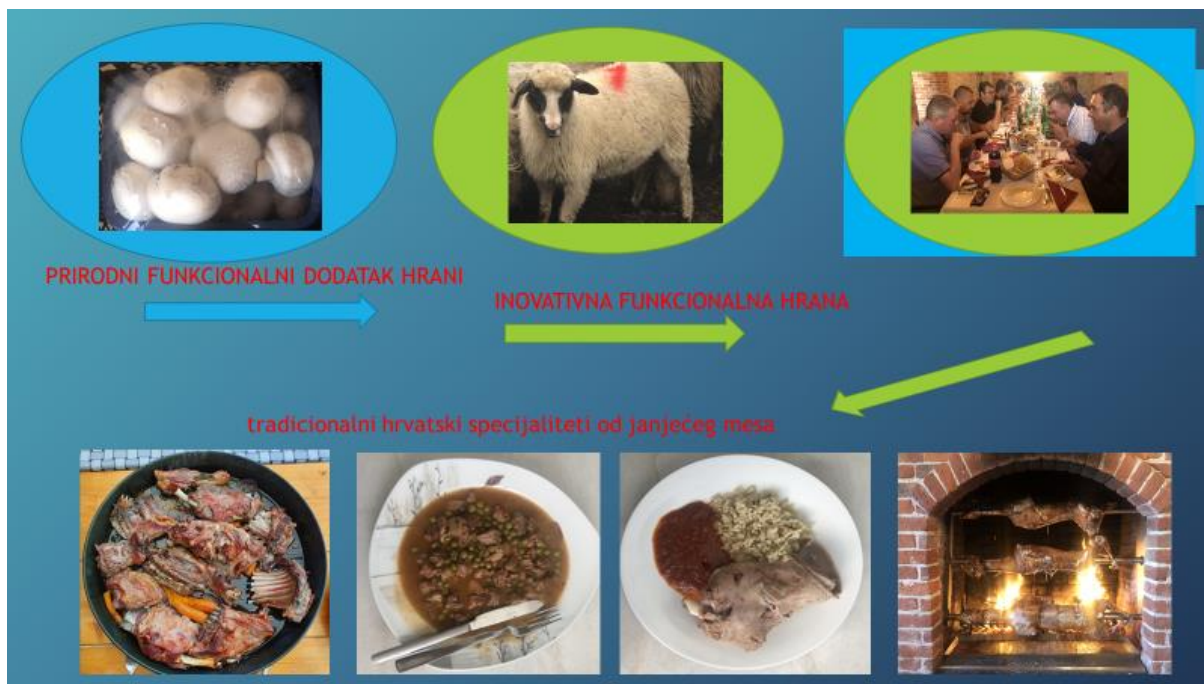 PRIRODNI FUNKCIONALNI DODATAK HRANI
INOVATIVNA FUNKCIONALNA HRANA
tradicionalni hrvatski specijaliteti od janjećeg mesa